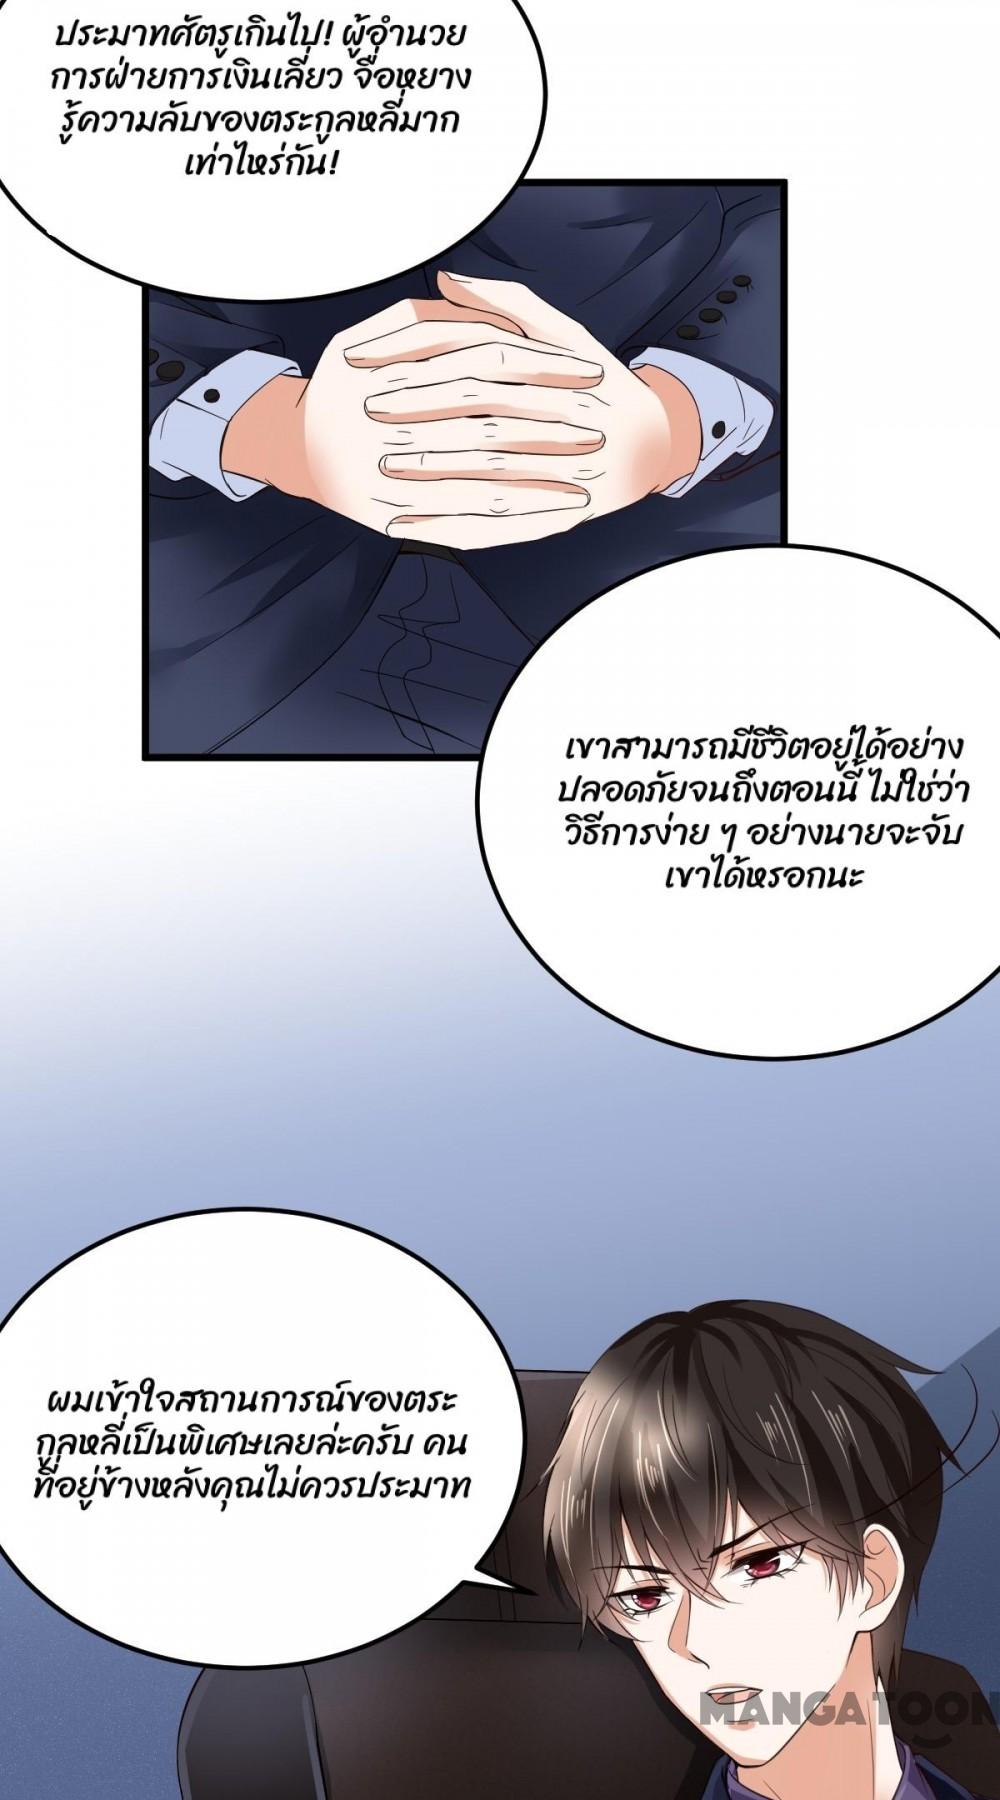 ประมาทศัตรูเกินไป! ผู้อำนวย
การฝ่ายการเงินเลี่ยว จื่อหยาง
รู้ความลับของตระกูลหลี่มาก
เท่าไหร่กัน!
เขาสามารถมีชีวิตอยู่ได้อย่าง
ปลอดภัยจนถึงตอนนี้ ไม่ใช่ว่า
วิธีการง่าย ๆ อย่างนายจะจับ
เขาได้หรอกนะ
ผมเข้าใจสถานการณ์ของตระ
กูลหลี่เป็นพิเศษเลยล่ะครับ คน
ที่อยู่ข้างหลังคุณไม่ควรประมาท
MANGATOON